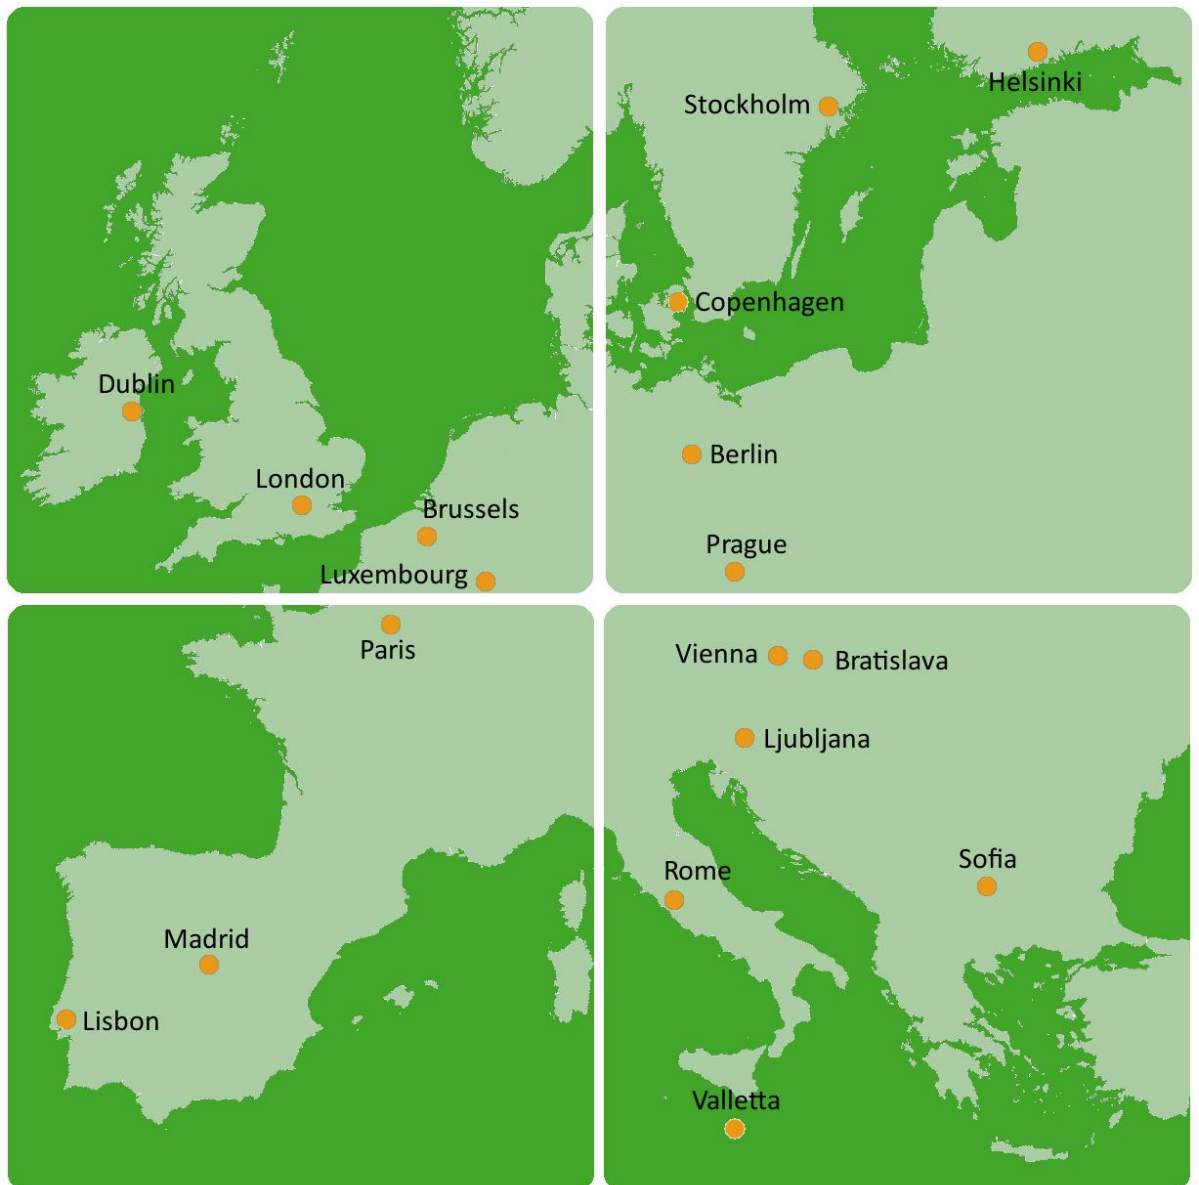 Dublin
London
Brussels
Luxembourg
Helsinki
Stockholm
Copenhagen
Berlin
Prague
Paris
Madrid
Lisbon
Vienna
Bratislava
Ljubljana
Sofia
Rome
Valletta